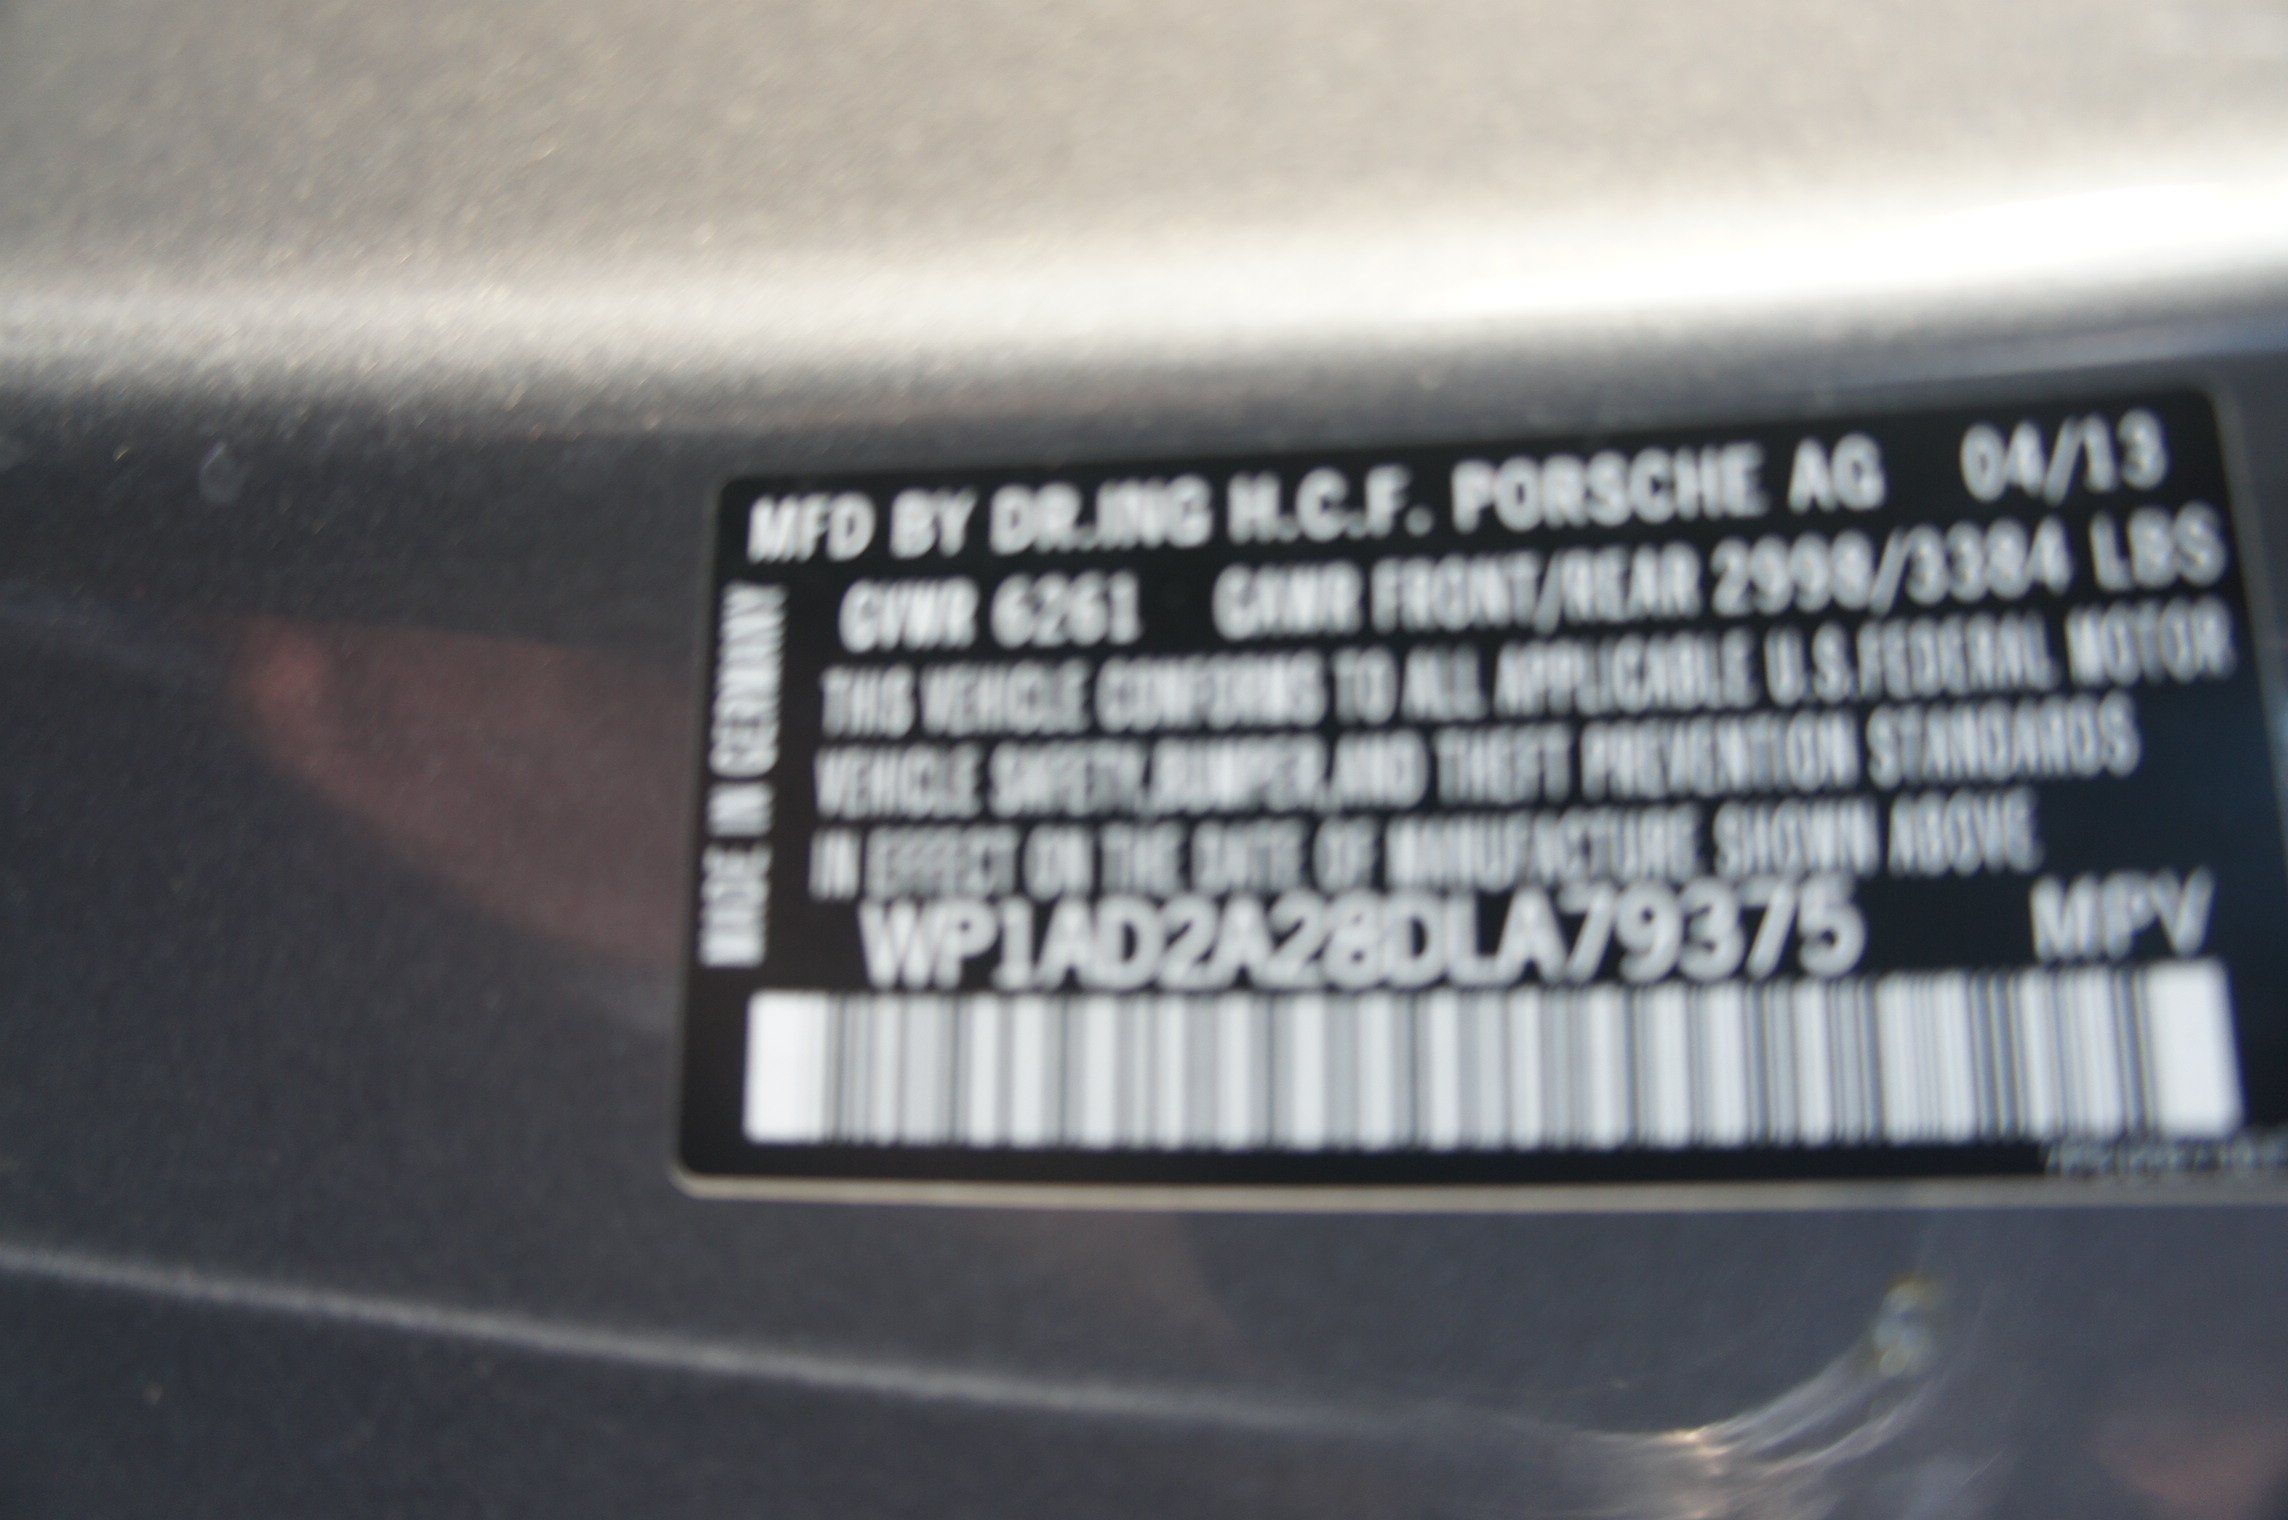 MFD BY DR.ING H.C.F. PORSCHE AG 04/13
GVWR 6261 GAWR FRONT/REAR 2998/3384 LBS
THIS VEHICLE CONFORMS TO ALL APPLICABLE U.S.FEDERAL MOTOR
VEHICLE SAFETY,BUMPER,AND THEFT PREVENTION STANDARDS
IN EFFECT ON THE DATE OF MANUFACTURE SHOWN ABOVE
WP1AD2A28DLA79375 MPV
MADE IN GERMANY